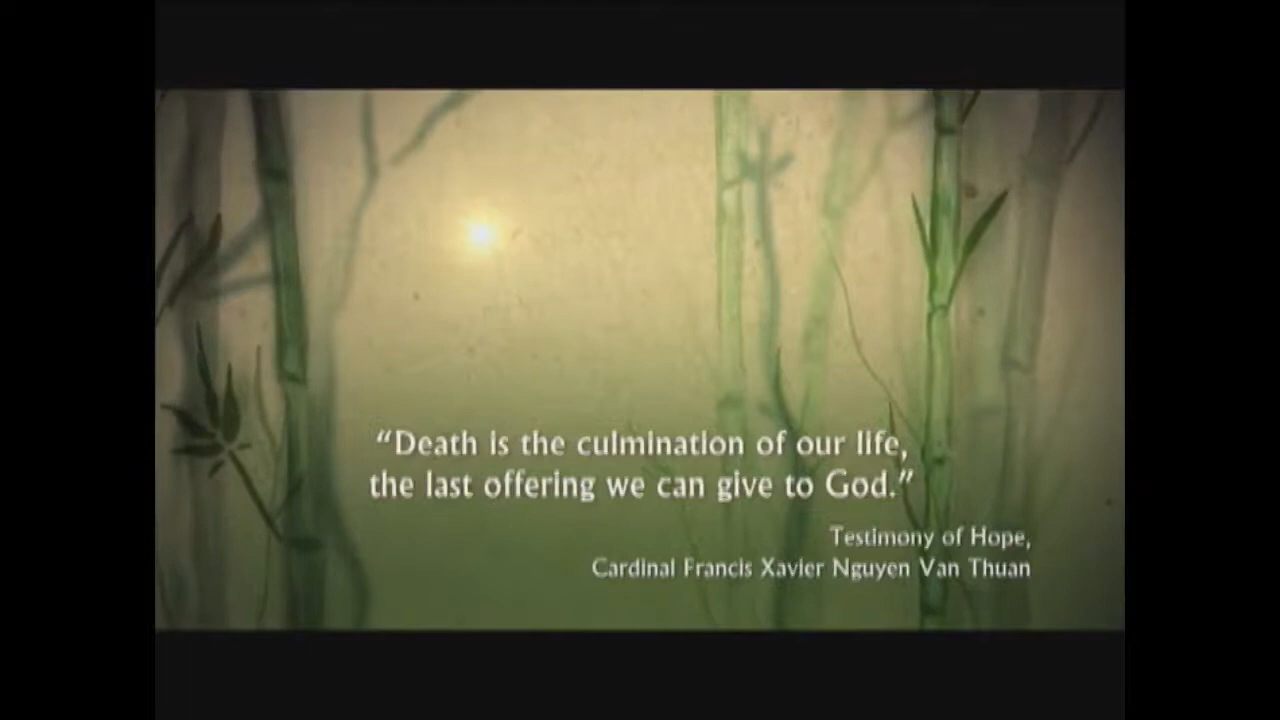 “Death is the culmination of our life,
the last offering we can give to God.”
Testimony of Hope,
Cardinal Francis Xavier Nguyen Van Thuan